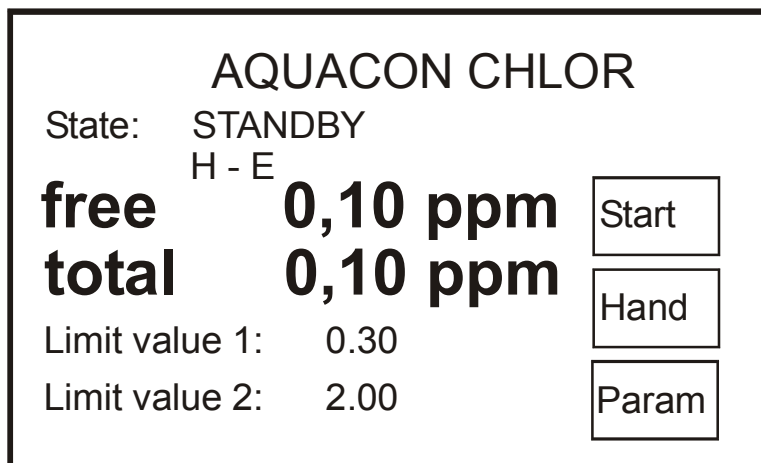 AQUACON CHLOR
State: STANDBY
H - E
free 0,10 ppm
Start
total 0,10 ppm
Hand
Limit value 1: 0.30
Limit value 2: 2.00
Param